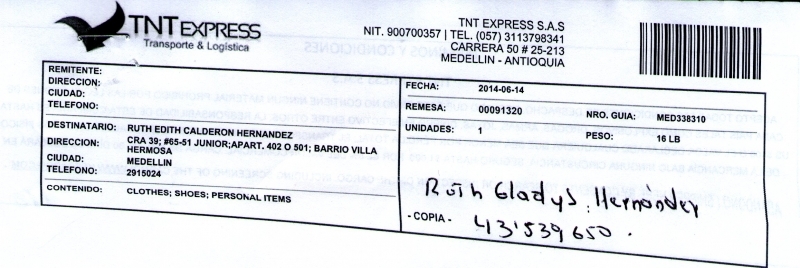 TNT EXPRESS
Transporte & Logística
TNT EXPRESS S.A.S
NIT. 900700357 | TEL. (057) 3113798341
CARRERA 50 # 25-213
MEDELLIN - ANTIOQUIA
REMITENTE:
DIRECCION:
CIUDAD:
TELEFONO:
DESTINATARIO: RUTH EDITH CALDERON HERNANDEZ
DIRECCION: CRA 39; #65-51 JUNIOR;APART. 402 O 501; BARRIO VILLA
HERMOSA
CIUDAD: MEDELLIN
TELEFONO: 2915024
CONTENIDO: CLOTHES; SHOES; PERSONAL ITEMS
FECHA: 2014-06-14
REMESA: 00091320 NRO. GUIA: MED338310
UNIDADES: 1 PESO: 16 LB
Ruth Gladys Hernández
- COPIA - 43'539650.